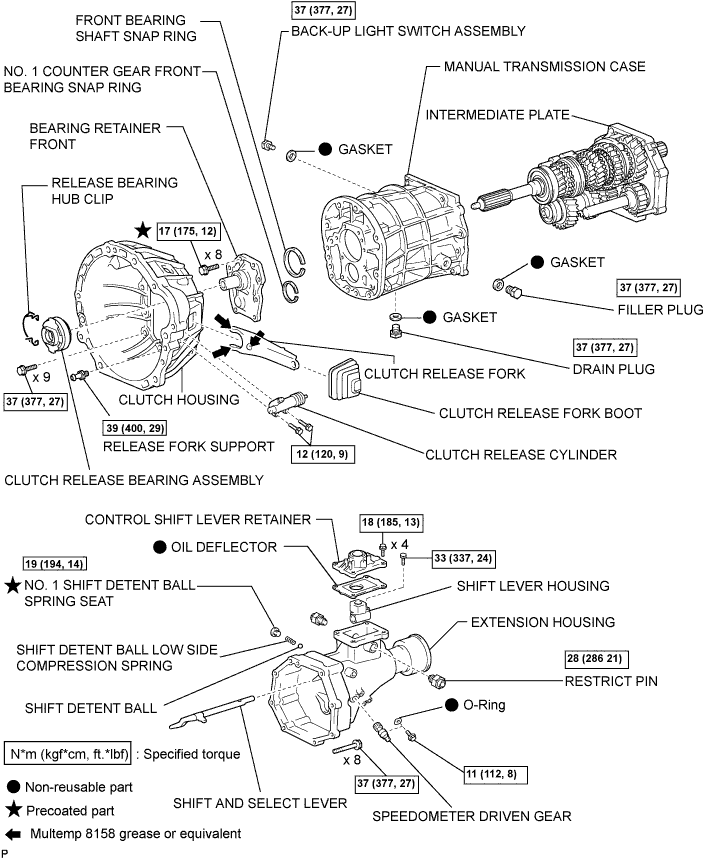 37 (377, 27)
FRONT BEARING
SHAFT SNAP RING
BACK-UP LIGHT SWITCH ASSEMBLY
NO. 1 COUNTER GEAR FRONT
BEARING SNAP RING
MANUAL TRANSMISSION CASE
INTERMEDIATE PLATE
BEARING RETAINER
FRONT
GASKET
RELEASE BEARING
HUB CLIP
17 (175, 12)
x 8
GASKET
37 (377, 27)
FILLER PLUG
GASKET
37 (377, 27)
DRAIN PLUG
x 9
37 (377, 27)
CLUTCH RELEASE FORK
CLUTCH HOUSING
CLUTCH RELEASE FORK BOOT
39 (400, 29)
RELEASE FORK SUPPORT
12 (120, 9)
CLUTCH RELEASE CYLINDER
CLUTCH RELEASE BEARING ASSEMBLY
CONTROL SHIFT LEVER RETAINER
18 (185, 13)
x 4
OIL DEFLECTOR
33 (337, 24)
19 (194, 14)
NO. 1 SHIFT DETENT BALL
SPRING SEAT
SHIFT LEVER HOUSING
EXTENSION HOUSING
SHIFT DETENT BALL LOW SIDE
COMPRESSION SPRING
28 (286 21)
RESTRICT PIN
SHIFT DETENT BALL
O-Ring
N*m (kgf*cm, ft.*lbf) : Specified torque
x 8
37 (377, 27)
11 (112, 8)
Non-reusable part
SHIFT AND SELECT LEVER
Precoated part
SPEEDOMETER DRIVEN GEAR
Multemp 8158 grease or equivalent
P